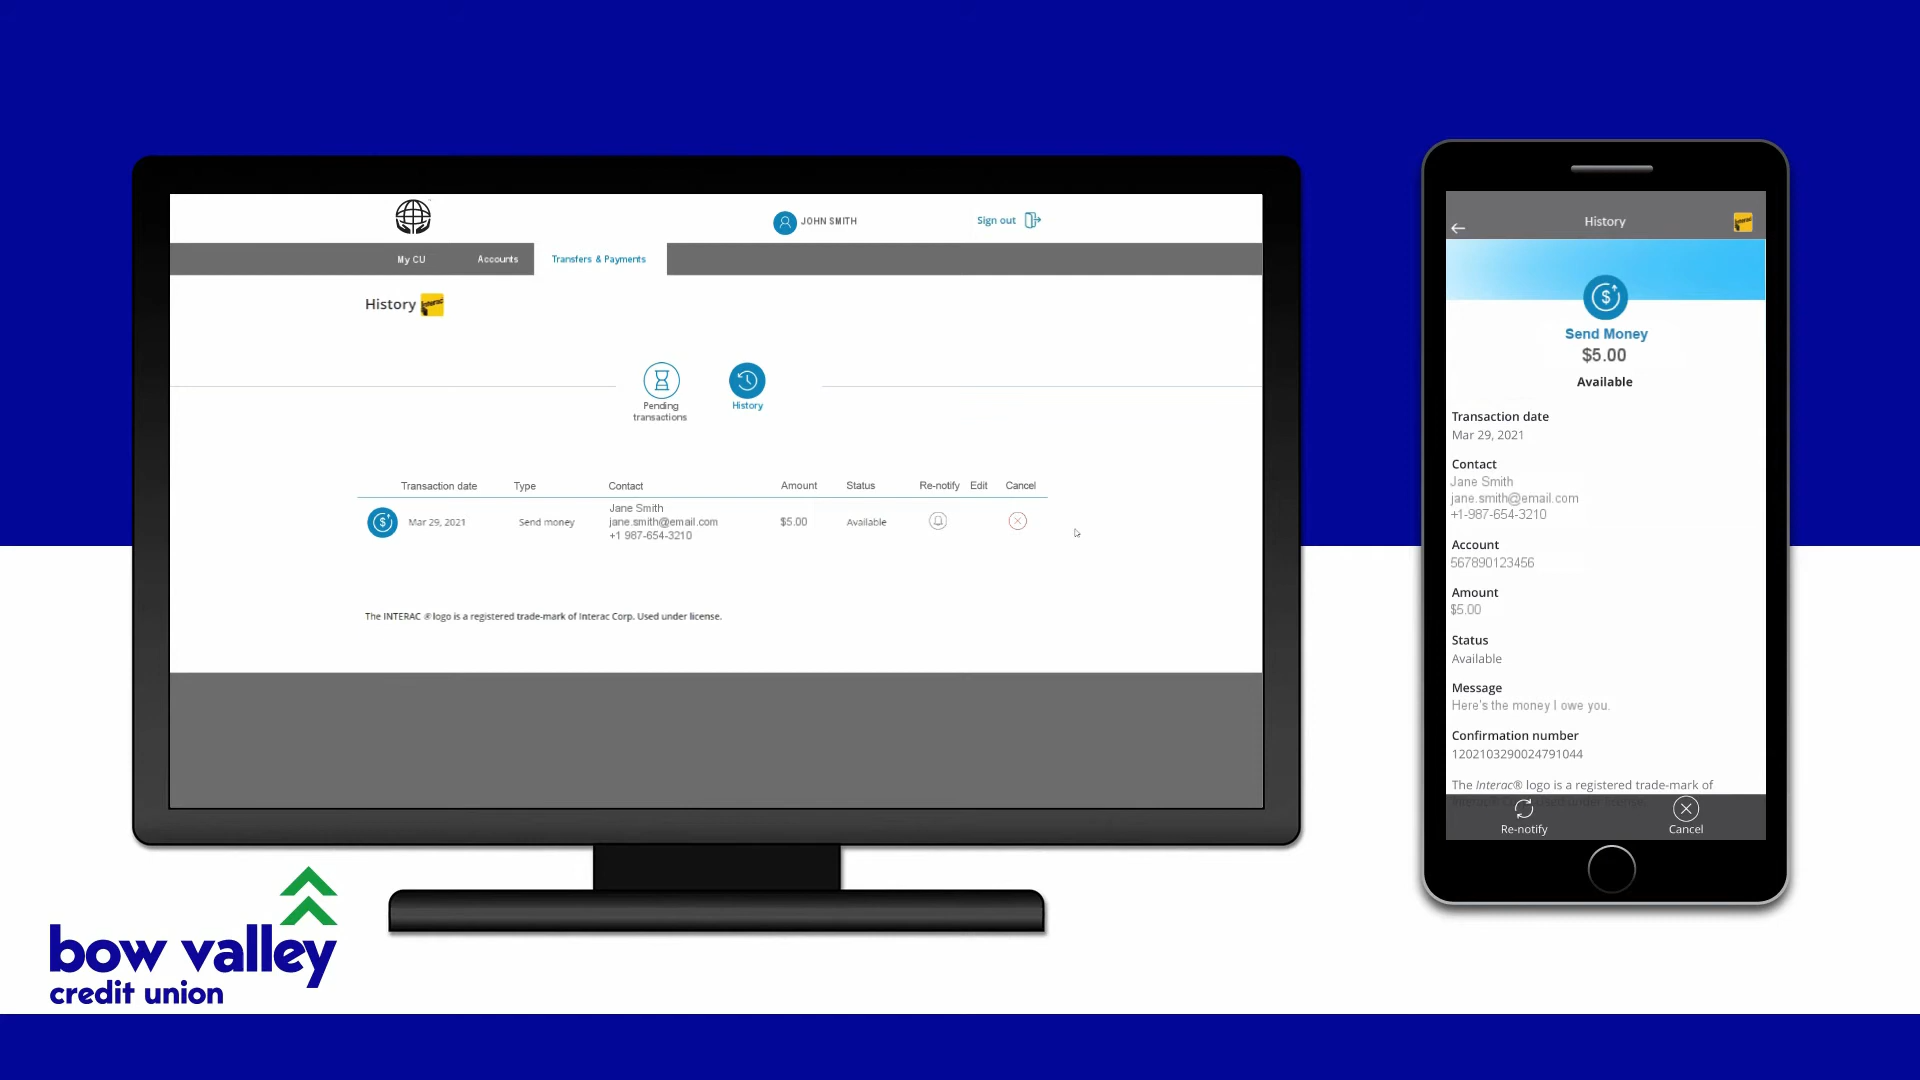 JOHN SMITH
Sign out
My CU
Accounts
Transfers & Payments
History
Interac
Pending
transactions
History
Transaction date Type Contact Amount Status Re-notify Edit Cancel
Jane Smith
Mar 29, 2021 Send money jane.smith@email.com $5.00 Available
+1 987-654-3210
The INTERAC ® logo is a registered trade-mark of Interac Corp. Used under license.
History
Interac
Send Money
$5.00
Available
Transaction date
Mar 29, 2021
Contact
Jane Smith
jane.smith@email.com
+1-987-654-3210
Account
567890123456
Amount
$5.00
Status
Available
Message
Here's the money I owe you.
Confirmation number
1202103290024791044
The Interac® logo is a registered trade-mark of
Re-notify
Cancel
bow valley
credit union